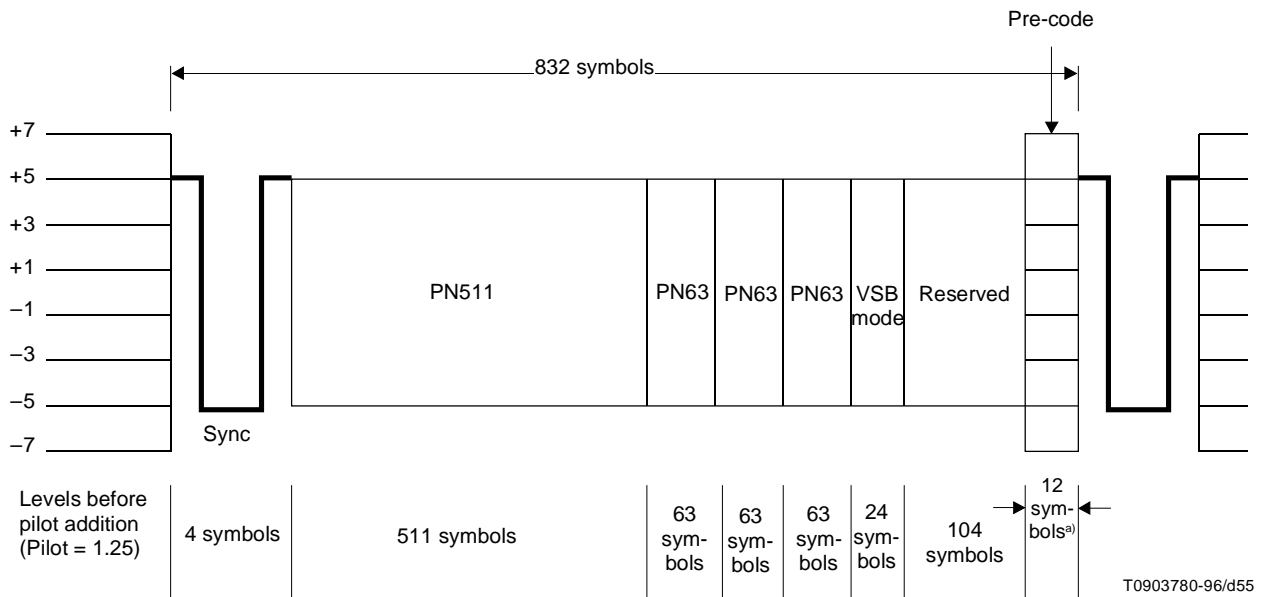 Pre-code
832 symbols
+7
+5
+3
+1
–1
–3
–5
–7
PN511
PN63
PN63
PN63
VSB
mode
Reserved
Sync
Levels before
pilot addition
(Pilot = 1.25)
4 symbols
511 symbols
63
sym-
bols
63
sym-
bols
63
sym-
bols
24
sym-
bols
104
symbols
12
sym-
bolsa)
T0903780-96/d55